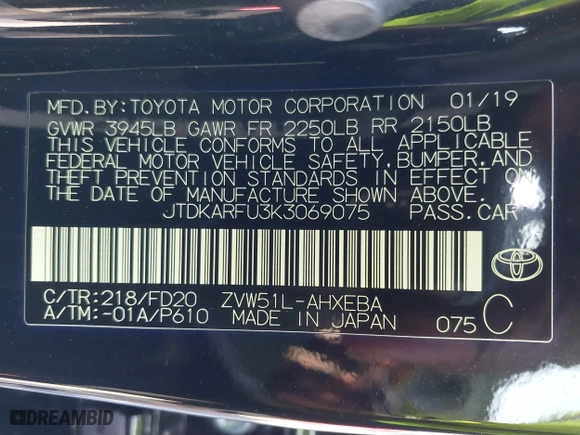 MFD.BY:TOYOTA MOTOR CORPORATION 01/19
GVWR 3945LB GAWR FR 2250LB RR 2150LB
THIS VEHICLE CONFORMS TO ALL APPLICABLE
FEDERAL MOTOR VEHICLE SAFETY,BUMPER,AND
THEFT PREVENTION STANDARDS IN EFFECT ON
THE DATE OF MANUFACTURE SHOWN ABOVE.
JTDKARFU3K3069075 PASS.CAR
C/TR:218/FD20 ZVW51L-AHXEBA
A/TM:-01A/P610 MADE IN JAPAN 075 C
DREAMBID